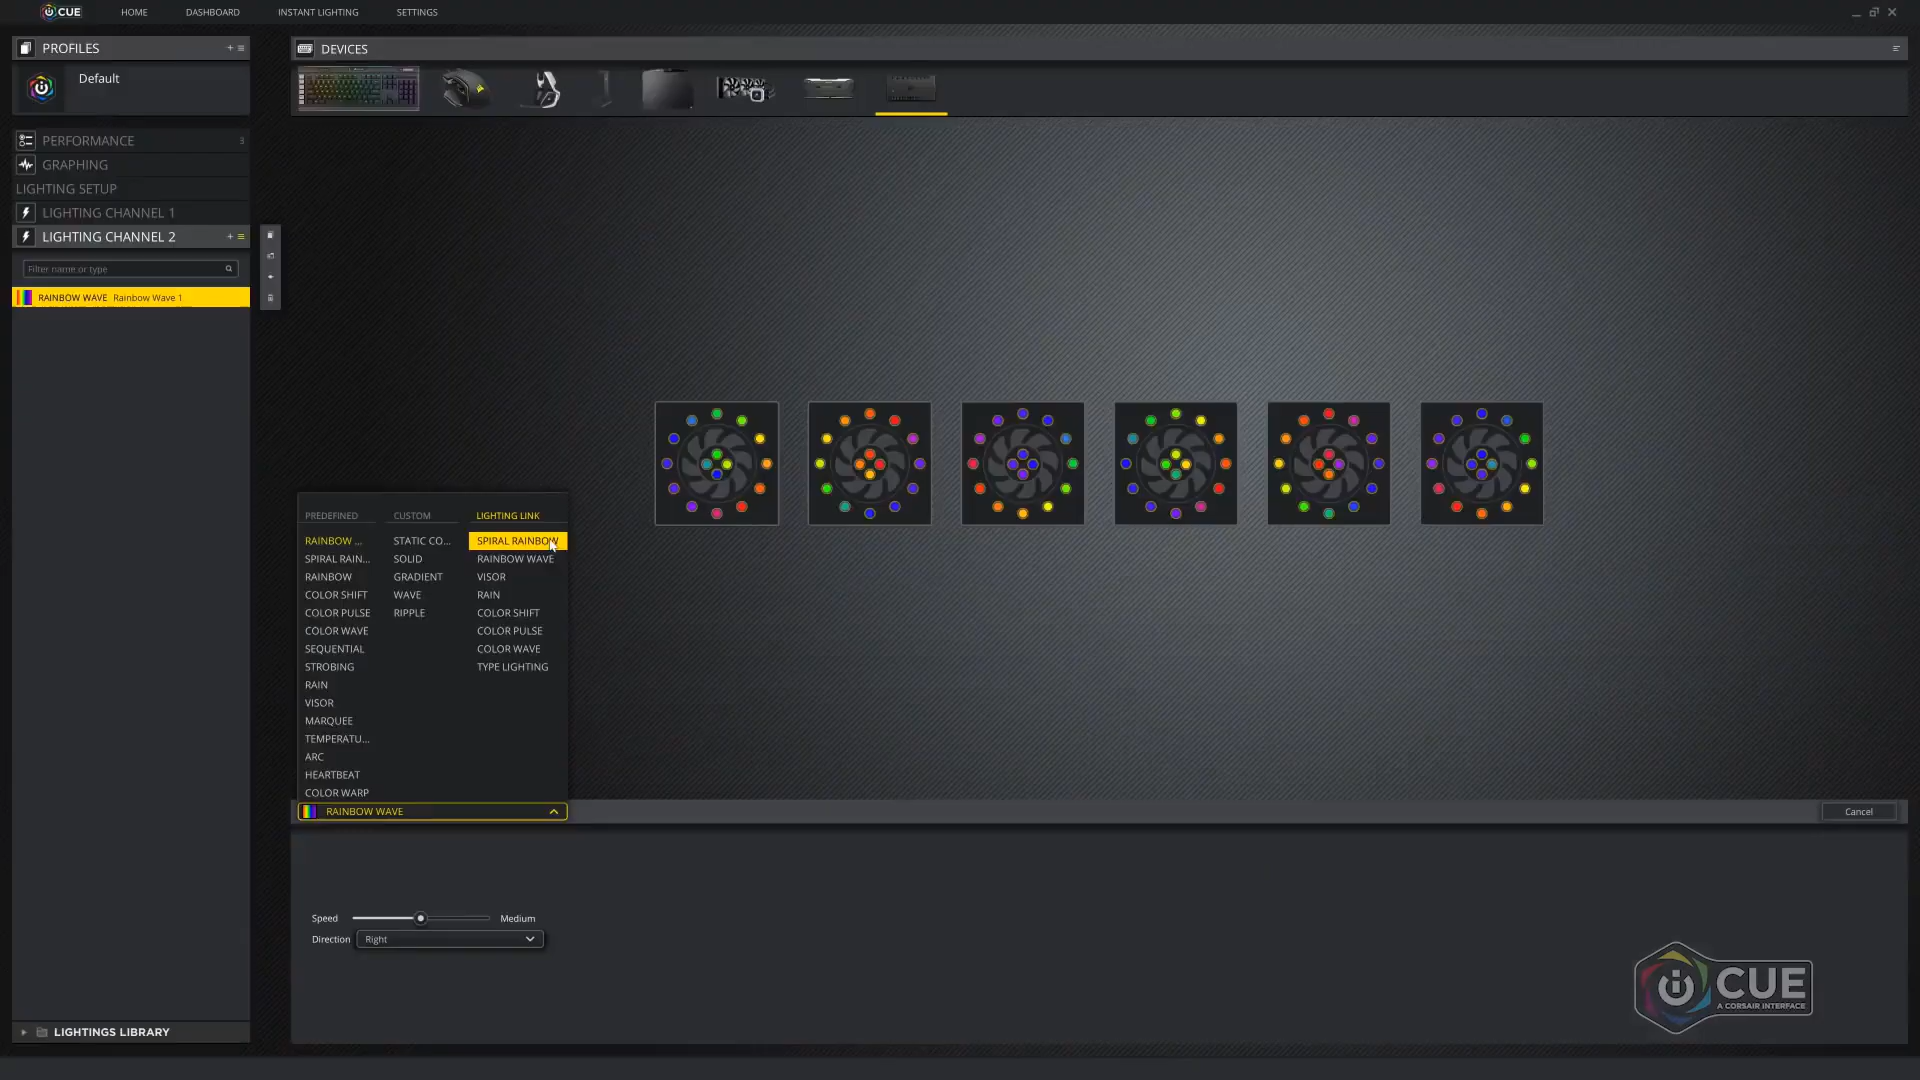 CUE
HOME
DASHBOARD
INSTANT LIGHTING
SETTINGS
PROFILES
Default
DEVICES
PERFORMANCE
3
GRAPHING
LIGHTING SETUP
LIGHTING CHANNEL 1
LIGHTING CHANNEL 2
Filter name or type
RAINBOW WAVE Rainbow Wave 1
PREDEFINED
RAINBOW ...
SPIRAL RAIN...
RAINBOW
COLOR SHIFT
COLOR PULSE
COLOR WAVE
SEQUENTIAL
STROBING
RAIN
VISOR
MARQUEE
TEMPERATU...
ARC
HEARTBEAT
COLOR WARP
CUSTOM
STATIC CO...
SOLID
GRADIENT
WAVE
RIPPLE
LIGHTING LINK
SPIRAL RAINBOW
RAINBOW WAVE
VISOR
RAIN
COLOR SHIFT
COLOR PULSE
COLOR WAVE
TYPE LIGHTING
RAINBOW WAVE
Cancel
Speed
Medium
Direction
Right
CUE
A CORSAIR INTERFACE
LIGHTINGS LIBRARY